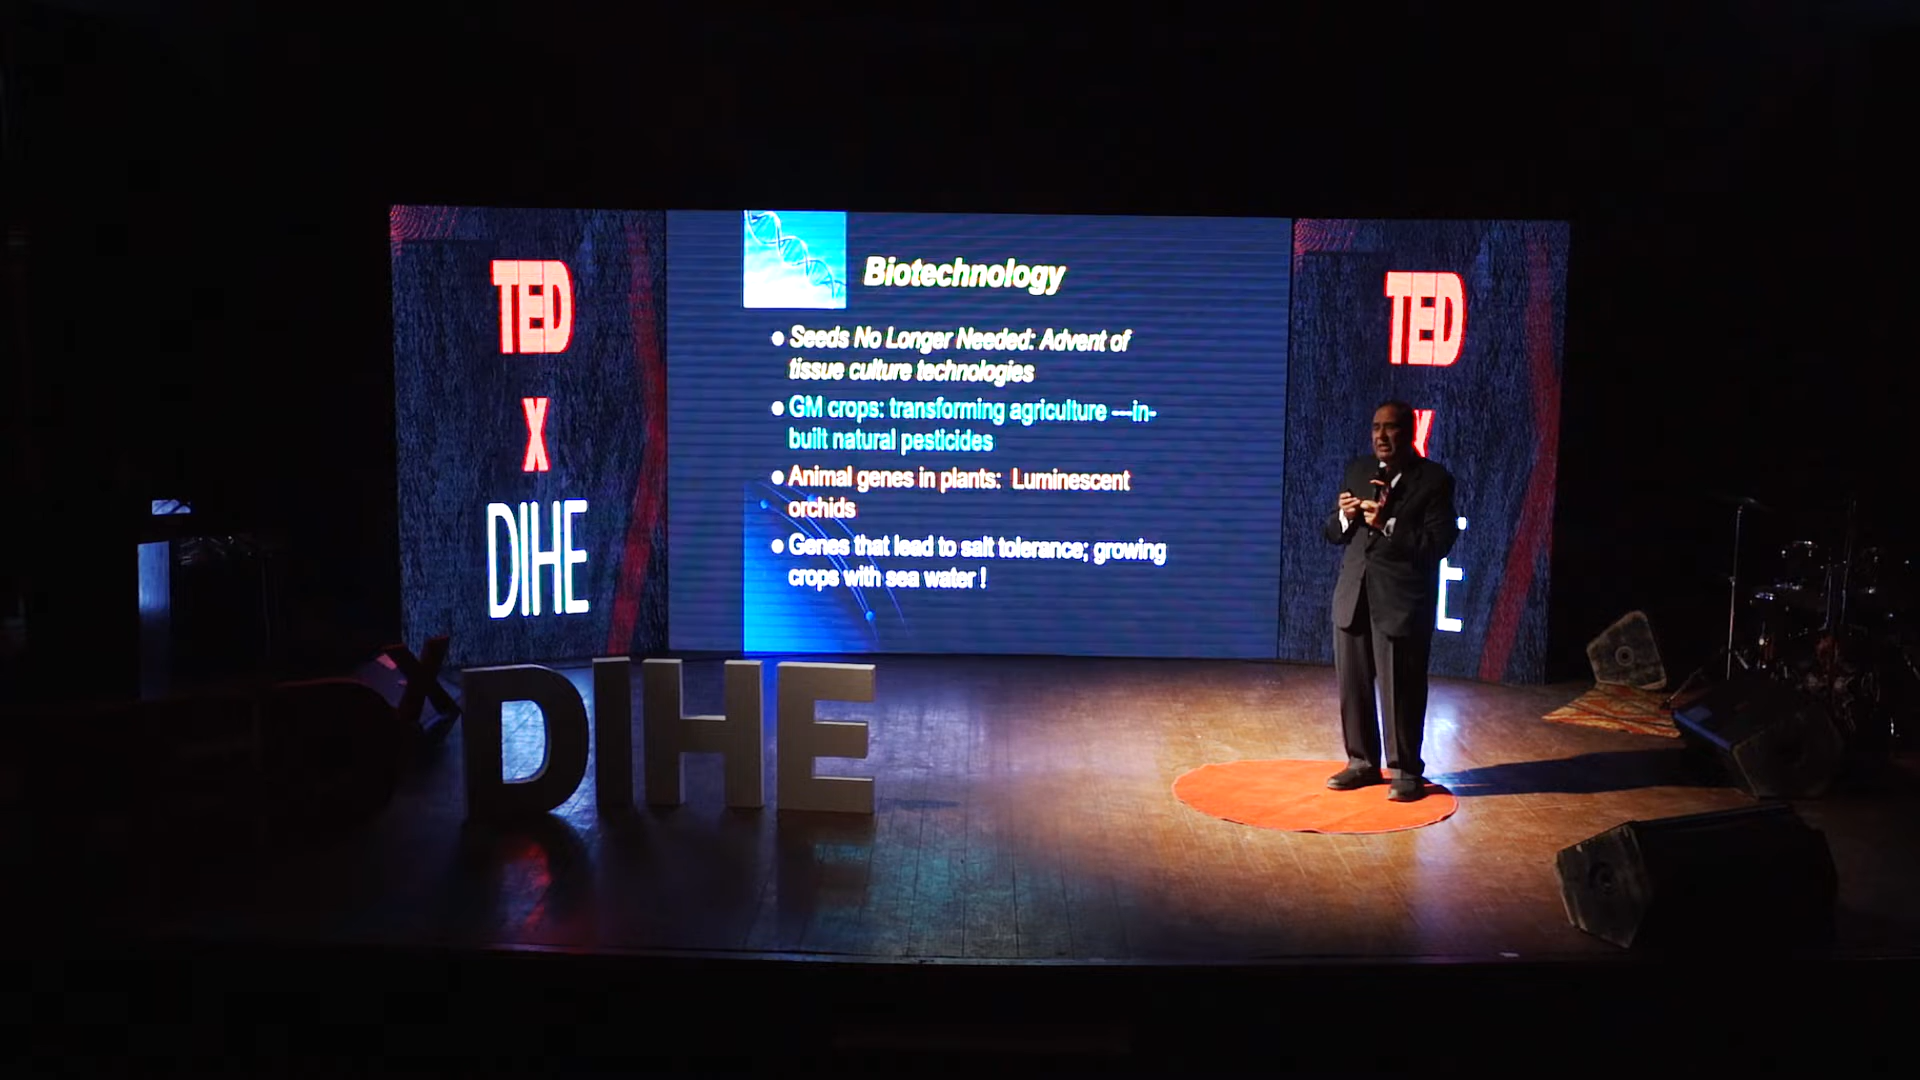 TED
X
DIHE
Biotechnology
Seeds No Longer Needed: Advent of
tissue culture technologies
GM crops: transforming agriculture ---in-
built natural pesticides
Animal genes in plants: Luminescent
orchids
Genes that lead to salt tolerance; growing
crops with sea water !
TED
X
E
X
DIHE